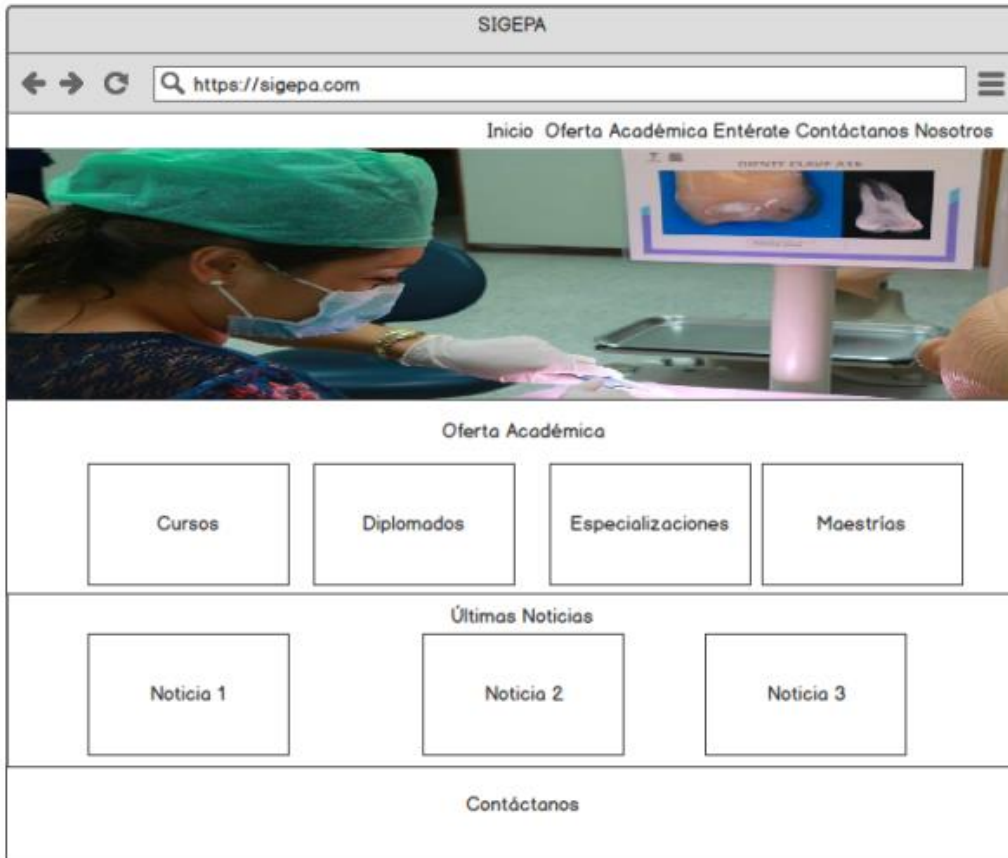 SIGEPA
https://sigepa.com
Inicio Oferta Académica Entérate Contáctanos Nosotros
Oferta Académica
Cursos Diplomados Especializaciones Maestrías
Últimas Noticias
Noticia 1 Noticia 2 Noticia 3
Contáctanos